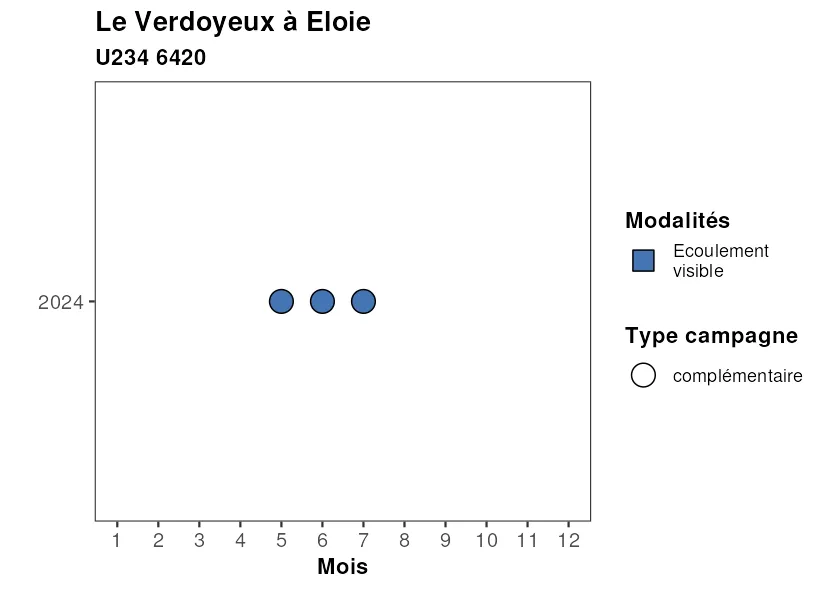 Le Verdoyeux à Eloie
U234 6420
2024
1 2 3 4 5 6 7 8 9 10 11 12
Mois
Modalités
Ecoulement
visible
Type campagne
complémentaire